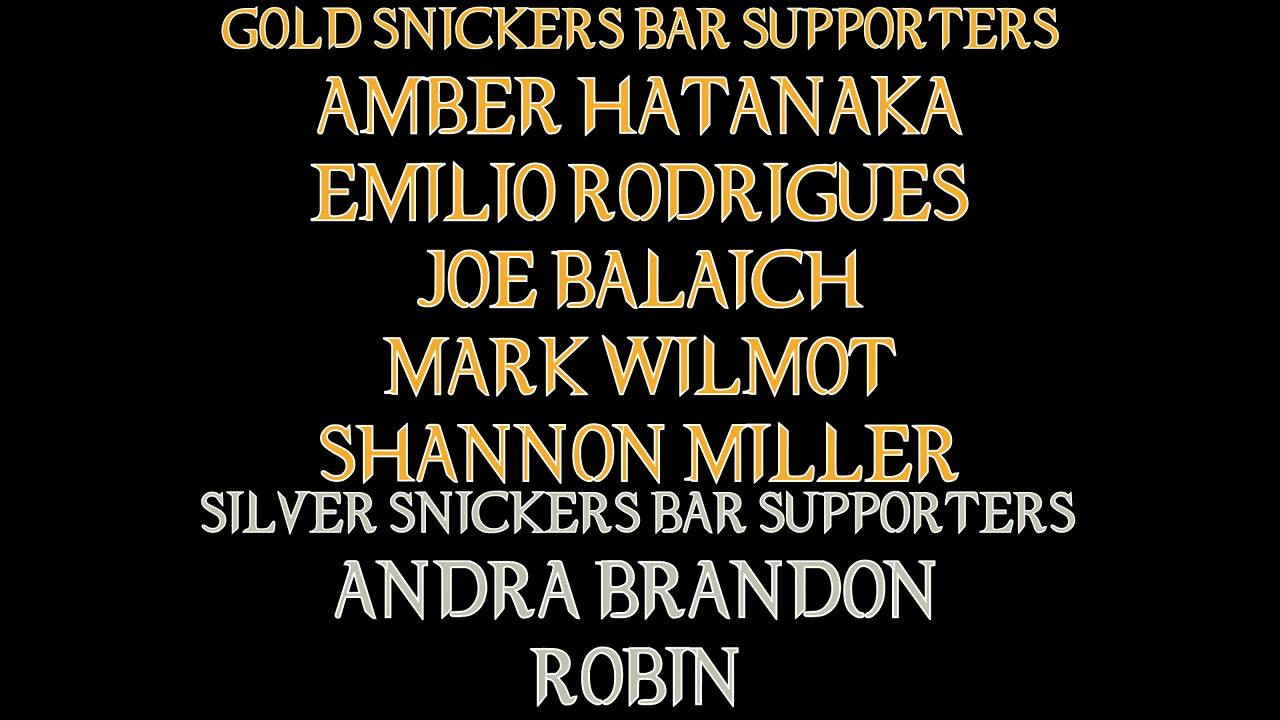 GOLD SNICKERS BAR SUPPORTERS
AMBER HATANAKA
EMILIO RODRIGUES
JOE BALAICH
MARK WILMOT
SHANNON MILLER
SILVER SNICKERS BAR SUPPORTERS
ANDRA BRANDON
ROBIN